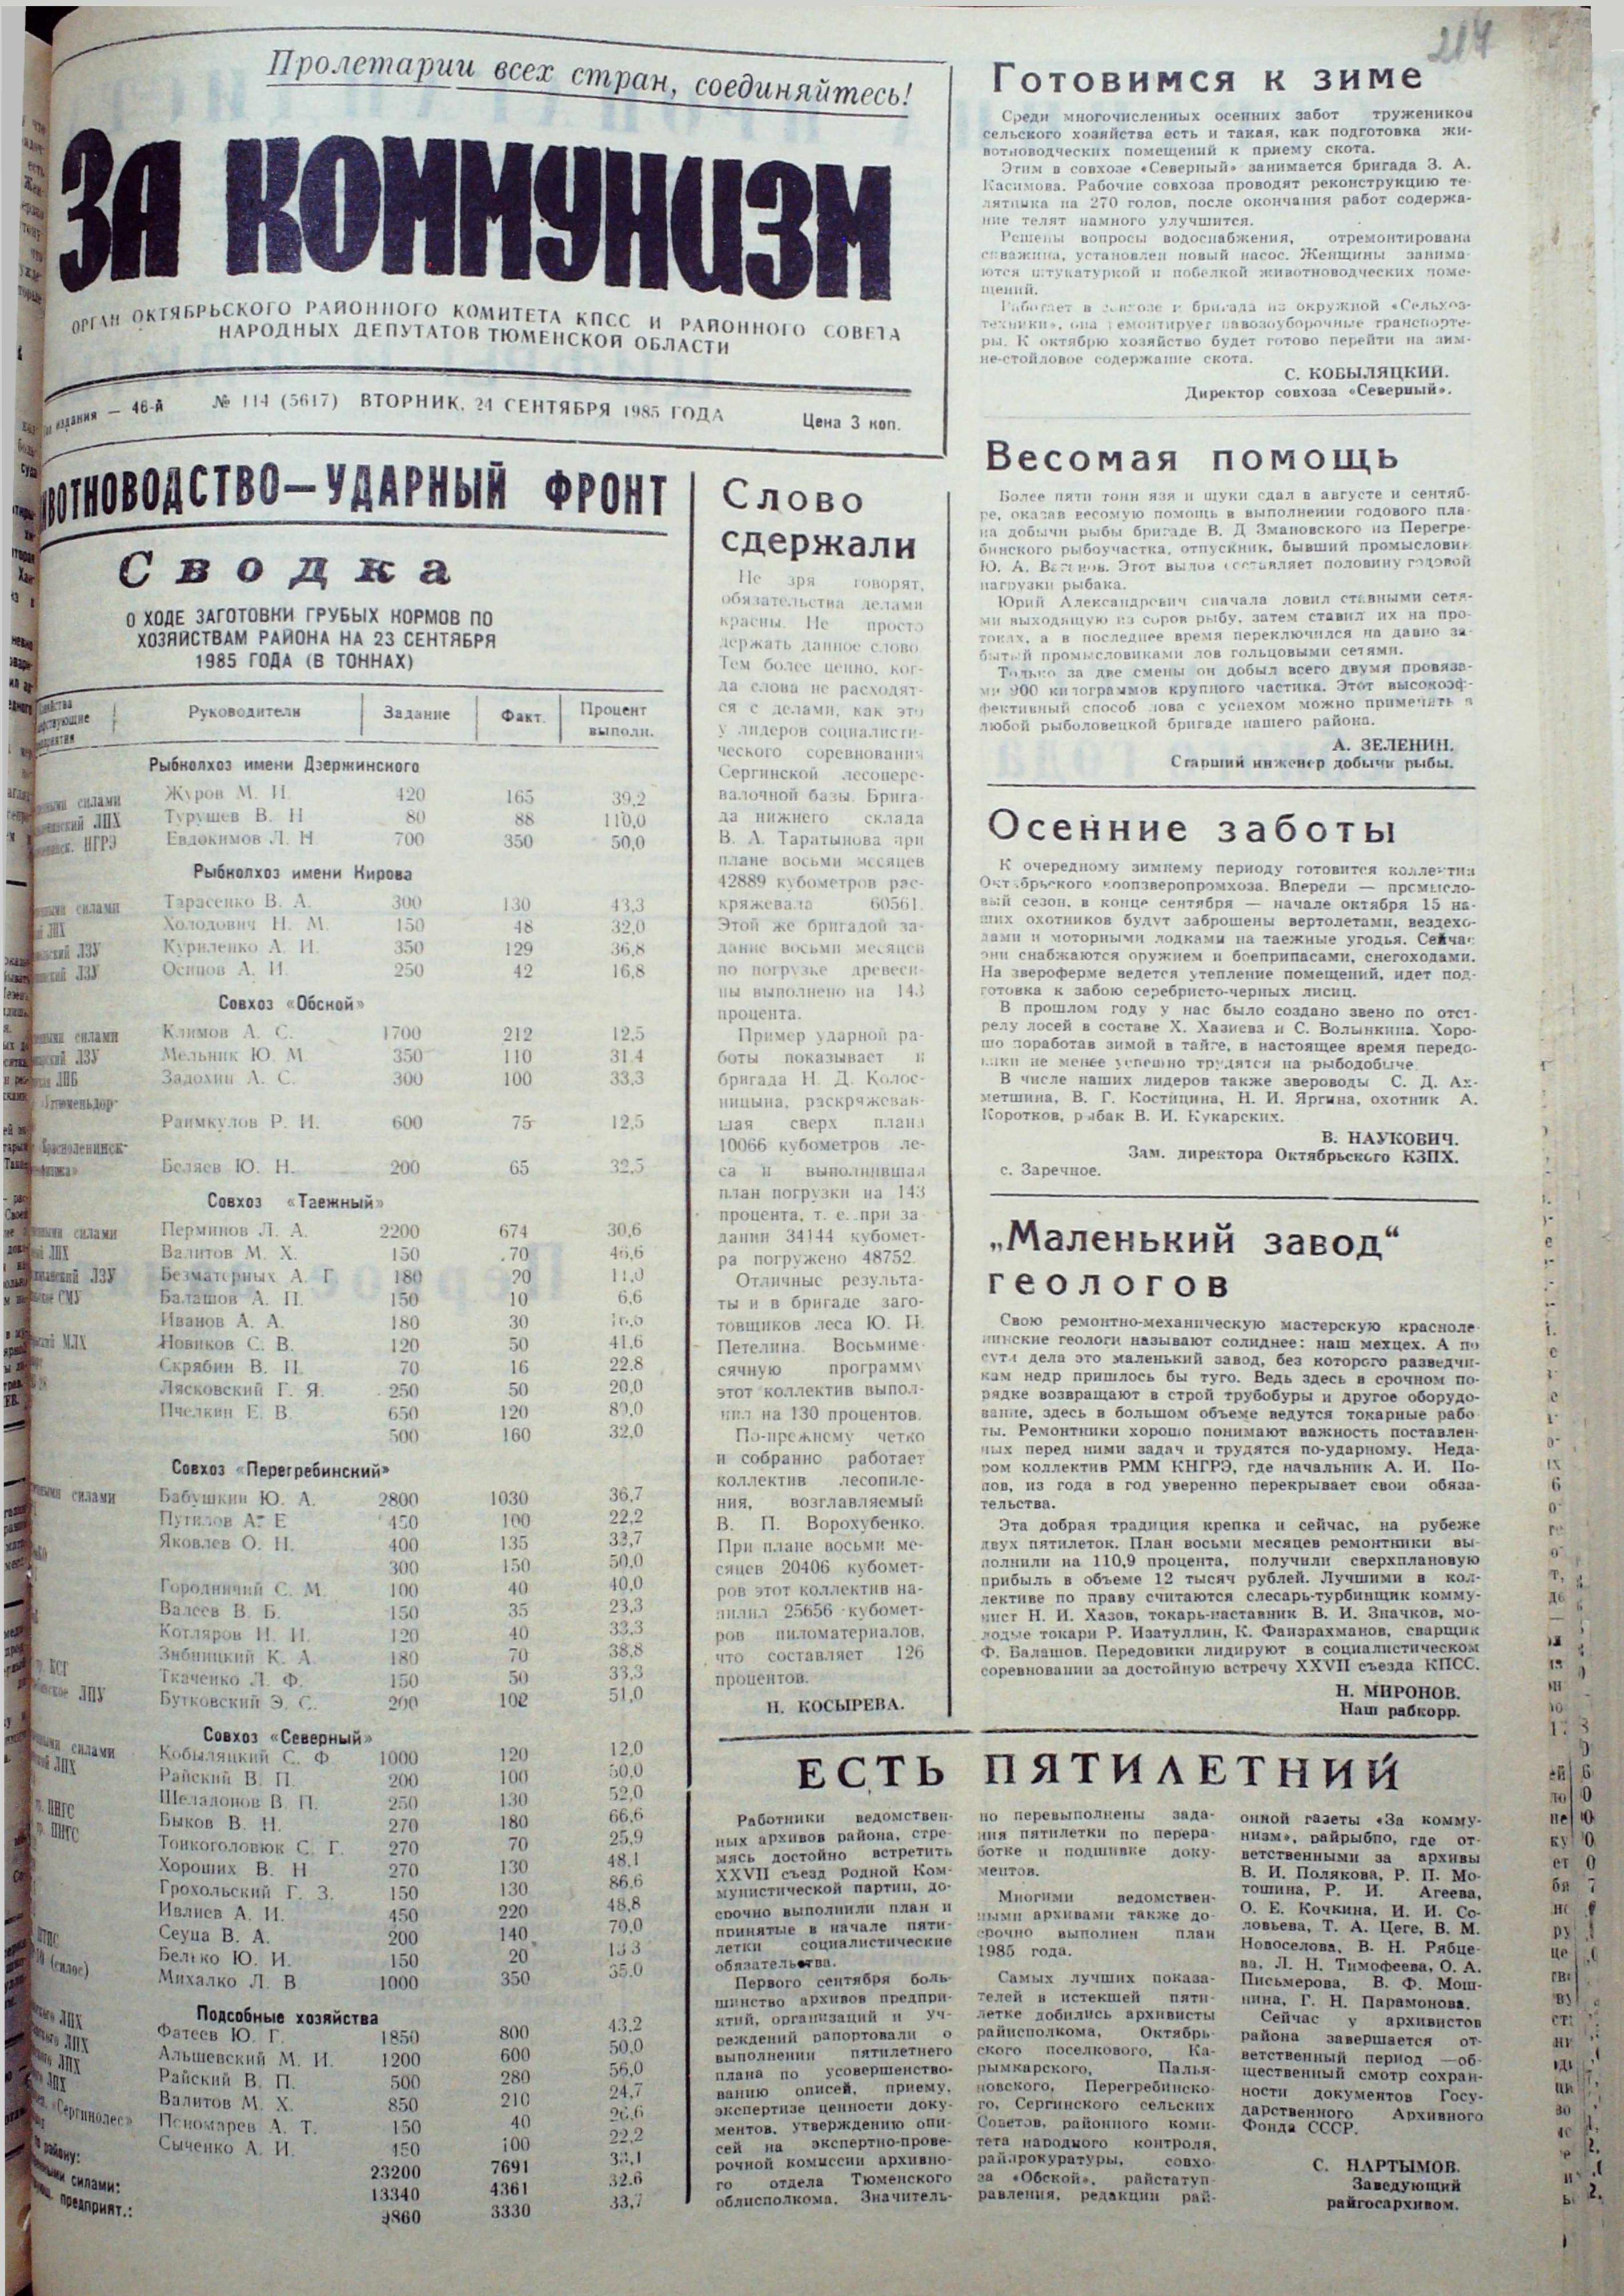 214
Пролетарии всех стран, соединяйтесь!
ЗА КОММУНИЗМ
ОРГАН ОКТЯБРЬСКОГО РАЙОННОГО КОМИТЕТА КПСС И РАЙОННОГО СОВЕТА
НАРОДНЫХ ДЕПУТАТОВ ТЮМЕНСКОЙ ОБЛАСТИ
издания — 46-й № 114 (5617) ВТОРНИК, 24 СЕНТЯБРЯ 1985 ГОДА Цена 3 коп.
ВОТНОВОДСТВО—УДАРНЫЙ ФРОНТ
Сводка
О ХОДЕ ЗАГОТОВКИ ГРУБЫХ КОРМОВ ПО
ХОЗЯЙСТВАМ РАЙОНА НА 23 СЕНТЯБРЯ
1985 ГОДА (В ТОННАХ)
Руководители Задание Факт. Процент
выполн.
Рыбколхоз имени Дзержинского
силами Журов М. И. 420 165 39,2
ЛПХ Турушев В. Н 80 88 110,0
НГРЭ Евдокимов Л. Н 700 350 50,0
Рыбколхоз имени Кирова
силами Тарасенко В. А. 300 130 43,3
ЛПХ Холодович Н. М. 150 48 32,0
ЛЗУ Куриленко А. И. 350 129 36,8
ЛЗУ Осипов А. И. 250 42 16,8
Совхоз «Обской»
силами Климов А. С. 1700 212 12,5
ЛЗУ Мельник Ю. М. 350 110 31.4
ЛПБ Задохин А. С. 300 100 33,3
Раимкулов Р. И. 600 75 12,5
Красноленинск-
Беляев Ю. Н. 200 65 32,5
Совхоз «Таежный»
силами Перминов Л. А. 2200 674 30,6
ЛПХ Валитов М. Х. 150 70 46,6
ЛЗУ Безматерных А. Г. 180 20 11,0
СМУ Балашов А. П. 150 10 6,6
Иванов А. А. 180 30 16,6
МЛХ Новиков С. В. 120 50 41.6
Скрябин В. П. 70 16 22.8
Лясковский Г. Я. 250 50 20,0
Пчелкин Е. В. 650 120 80,0
500 160 32,0
Совхоз «Перегребинский»
силами Бабушкин Ю. А. 2800 1030 36,7
Путилов А. Е 450 100 22,2
Яковлев О. Н. 400 135 33,7
300 150 50,0
Городничий С. М. 100 40 40,0
Валеев В. Б. 150 35 23,3
Котляров И. И. 120 40 33,3
Зибницкий К. А. 180 70 38,8
КСГ Ткаченко Л. Ф. 150 50 33,3
ЛПУ Бутковский Э. С. 200 102 51,0
Совхоз «Северный»
силами Кобыляцкий С. Ф. 1000 120 12,0
ЛПХ Райский В. П. 200 100 50,0
Шеладонов В. П. 250 130 52,0
ПНГС Быков В. Н. 270 180 66,6
ПНГС Тонкоголовюк С. Г. 270 70 25,9
Хороших В. Н 270 130 48,1
Грохольский Г. З. 150 130 86,6
Ивлиев А. И. 450 220 48,8
Сеуца В. А. 200 140 70,0
Белько Ю. И. 150 20 13 3
(силос) Михалко Л. В. 1000 350 35,0
Подсобные хозяйства
ЛПХ Фатеев Ю. Г. 1850 800 43,2
ЛПХ Альшевский М. И. 1200 600 50,0
ЛПХ Райский В. П. 500 280 56,0
ЛПХ Валитов М. Х. 850 210 24,7
«Сергинолес» Пономарев А. Т. 150 40 26,6
Сыченко А. И. 450 100 22,2
району: 23200 7691 33,1
силами: 13340 4361 32.6
предприят.: 9860 3330 33,7
Слово
сдержали
Не зря говорят,
обязательства делами
красны. Не просто
держать данное слово.
Тем более ценно, ког-
да слова не расходят-
ся с делами, как это
у лидеров социалисти-
ческого соревнования
Сергинской лесопере-
валочной базы. Брига-
да нижнего склада
В. А. Таратынова при
плане восьми месяцев
42889 кубометров рас-
кряжевала 60561.
Этой же бригадой за-
дание восьми месяцев
по погрузке древеси-
ны выполнено на 143
процента.
Пример ударной ра-
боты показывает и
бригада Н. Д. Колос-
ницына, раскряжевав-
шая сверх плана
10066 кубометров ле-
са и выполнившая
план погрузки на 143
процента, т. е. при за
дании 34144 кубомет-
ра погружено 48752.
Отличные результа-
ты и в бригаде заго-
товщиков леса Ю. И.
Петелина. Восьмиме-
сячную программу
этот коллектив выпол-
нил на 130 процентов.
По-прежнему четко
и собранно работает
коллектив лесопиле-
ния, возглавляемый
В. П. Ворохубенко.
При плане восьми ме-
сяцев 20406 кубомет-
ров этот коллектив на-
пилил 25656 кубомет-
ров пиломатериалов,
что составляет 126
процентов.
Н. КОСЫРЕВА.
Готовимся к зиме
Среди многочисленных осенних забот тружеников
сельского хозяйства есть и такая, как подготовка жи-
вотноводческих помещений к приему скота.
Этим в совхозе «Северный» занимается бригада З. А.
Касимова. Рабочие совхоза проводят реконструкцию те-
лятника на 270 голов, после окончания работ содержа-
ние телят намного улучшится.
Решены вопросы водоснабжения, отремонтирована
скважина, установлен новый насос. Женщины занима-
ются штукатуркой и побелкой животноводческих поме-
щений.
Работает в совхозе и бригада из окружной «Сельхоз-
техники», она ремонтирует навозоуборочные транспорте-
ры. К октябрю хозяйство будет готово перейти на зим-
не-стойловое содержание скота.
С. КОБЫЛЯЦКИЙ.
Директор совхоза «Северный».
Весомая помощь
Более пяти тонн язя и щуки сдал в августе и сентяб-
ре, оказав весомую помощь в выполнении годового пла-
на добычи рыбы бригаде В. Д Змановского из Перегре-
бинского рыбоучастка, отпускник, бывший промысловик
Ю. А. Этот вылов составляет половину годовой
нагрузки рыбака.
Юрий Александрович сначала ловил ставными сетя-
ми выходящую из соров рыбу, затем ставил их на про-
токах, а в последнее время переключился на давно за-
бытый промысловиками лов гольцовыми сетями.
Только за две смены он добыл всего двумя провяза-
ми 900 килограммов крупного частика. Этот высокоэф-
фективный способ лова с успехом можно применять в
любой рыболовецкой бригаде нашего района.
А. ЗЕЛЕНИН.
Старший инженер добычи рыбы.
Осенние заботы
К очередному зимнему периоду готовится коллектив
Октябрьского коопзверопромхоза. Впереди — промысло-
вый сезон, в конце сентября — начале октября 15 на-
ших охотников будут заброшены вертолетами, вездехо-
дами и моторными лодками на таежные угодья. Сейчас
они снабжаются оружием и боеприпасами, снегоходами.
На звероферме ведется утепление помещений, идет под-
готовка к забою серебристо-черных лисиц.
В прошлом году у нас было создано звено по отст-
релу лосей в составе Х. Хазиева и С. Волынкина. Хоро-
шо поработав зимой в тайге, в настоящее время передо-
вики не менее успешно трудятся на рыбодобыче.
В числе наших лидеров также звероводы С. Д. Ах-
метшина, В. Г. Костицина, Н. И. Яргина, охотник А.
Коротков, рыбак В. И. Кукарских.
В. НАУКОВИЧ.
Зам. директора Октябрьского КЗПХ.
с. Заречное.
„Маленький завод“
геологов
Свою ремонтно-механическую мастерскую красноле-
нинские геологи называют солиднее: наш мехцех. А по
сути дела это маленький завод, без которого разведчи-
кам недр пришлось бы туго. Ведь здесь в срочном по-
рядке возвращают в строй трубобуры и другое оборудо-
вание, здесь в большом объеме ведутся токарные рабо
ты. Ремонтники хорошо понимают важность поставлен-
ных перед ними задач и трудятся по-ударному. Неда-
ром коллектив РММ КНГРЭ, где начальник А. И. По-
пов, из года в год уверенно перекрывает свои обяза-
тельства.
Эта добрая традиция крепка и сейчас, на рубеже
двух пятилеток. План восьми месяцев ремонтники вы-
полнили на 110,9 процента, получили сверхплановую
прибыль в объеме 12 тысяч рублей. Лучшими в кол-
лективе по праву считаются слесарь-турбинщик комму-
нист Н. И. Хазов, токарь-наставник В. И. Значков, мо-
лодые токари Р. Изатуллин, К. Фаизрахманов, сварщик
Ф. Балашов. Передовики лидируют в социалистическом
соревновании за достойную встречу XXVII съезда КПСС.
Н. МИРОНОВ.
Наш рабкорр.
ЕСТЬ ПЯТИЛЕТНИЙ
Работники ведомствен-
ных архивов района, стре-
мясь достойно встретить
XXVII съезд родной Ком-
мунистической партии, до-
срочно выполнили план и
принятые в начале пяти-
летки социалистические
обязательства.
Первого сентября боль-
шинство архивов предпри-
ятий, организаций и уч-
реждений рапортовали о
выполнении пятилетнего
плана по усовершенство-
ванию описей, приему,
экспертизе ценности доку-
ментов, утверждению опи-
сей на экспертно-прове-
рочной комиссии архивно-
го отдела Тюменского
облисполкома. Значитель-
но перевыполнены зада-
ния пятилетки по перера-
ботке и подшивке доку-
ментов.
Многими ведомствен-
ными архивами также до-
срочно выполнен план
1985 года.
Самых лучших показа-
телей в истекшей пяти-
летке добились архивисты
райисполкома, Октябрь-
ского поселкового, Ка-
рымкарского, Палья-
новского, Перегребинско-
го, Сергинского сельских
Советов, районного коми-
тета народного контроля,
райпрокуратуры, совхо-
за «Обской», райстатуп-
равления, редакции рай-
онной газеты «За комму-
низм», райрыбпо, где от-
ветственными за архивы
В. И. Полякова, Р. П. Мо-
тошина, Р. И. Агеева,
О. Е. Кочкина, И. И. Со-
ловьева, Т. А. Цеге, В. М.
Новоселова, В. Н. Рябце-
ва, Л. Н. Тимофеева, О. А.
Письмерова, В. Ф. Мош-
нина, Г. Н. Парамонова.
Сейчас у архивистов
района завершается от-
ветственный период —об-
щественный смотр сохран-
ности документов Госу-
дарственного Архивного
Фонда СССР.
С. НАРТЫМОВ.
Заведующий
райгосархивом.